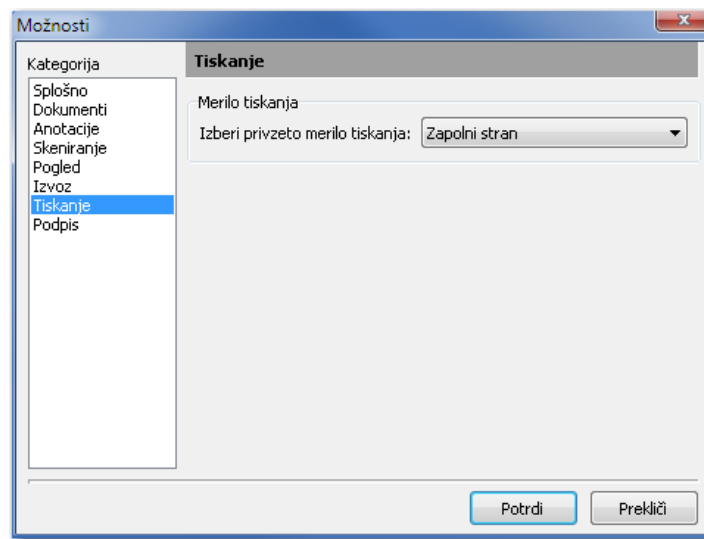 Možnosti
Kategorija
Splošno
Dokumenti
Anotacije
Skeniranje
Pogled
Izvoz
Tiskanje
Podpis
Tiskanje
Merilo tiskanja
Izberi privzeto merilo tiskanja: Zapolni stran
Potrdi Prekliči